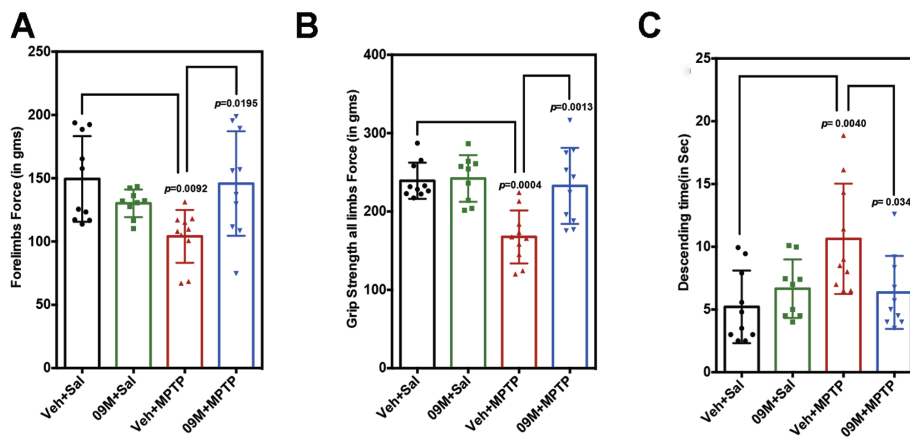 A
B
C
Forelimbs Force (in gms)
250
200
150
100
50
0
p=0.0092
p=0.0195
Veh+Sal
09M+Sal
Veh+MPTP
09M+MPTP
Grip Strength all limbs Force (in gms)
400
300
200
100
0
p=0.0004
p=0.0013
Veh+Sal
09M+Sal
Veh+MPTP
09M+MPTP
Descending time(in Sec)
25
20
15
10
5
0
p= 0.0040
p= 0.034
Veh+Sal
09M+Sal
Veh+MPTP
09M+MPTP